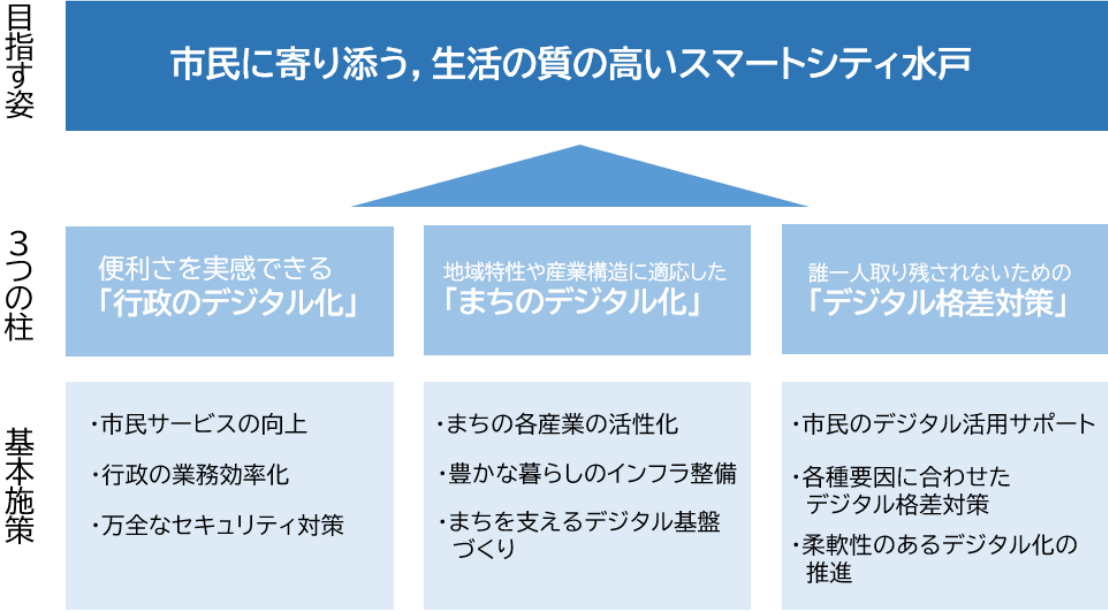 目指す姿
市民に寄り添う,生活の質の高いスマートシティ水戸
3つの柱
便利さを実感できる
「行政のデジタル化」
地域特性や産業構造に適応した
「まちのデジタル化」
誰一人取り残されないための
「デジタル格差対策」
基本施策
・市民サービスの向上
・行政の業務効率化
・万全なセキュリティ対策
・まちの各産業の活性化
・豊かな暮らしのインフラ整備
・まちを支えるデジタル基盤
づくり
・市民のデジタル活用サポート
・各種要因に合わせた
デジタル格差対策
・柔軟性のあるデジタル化の
推進